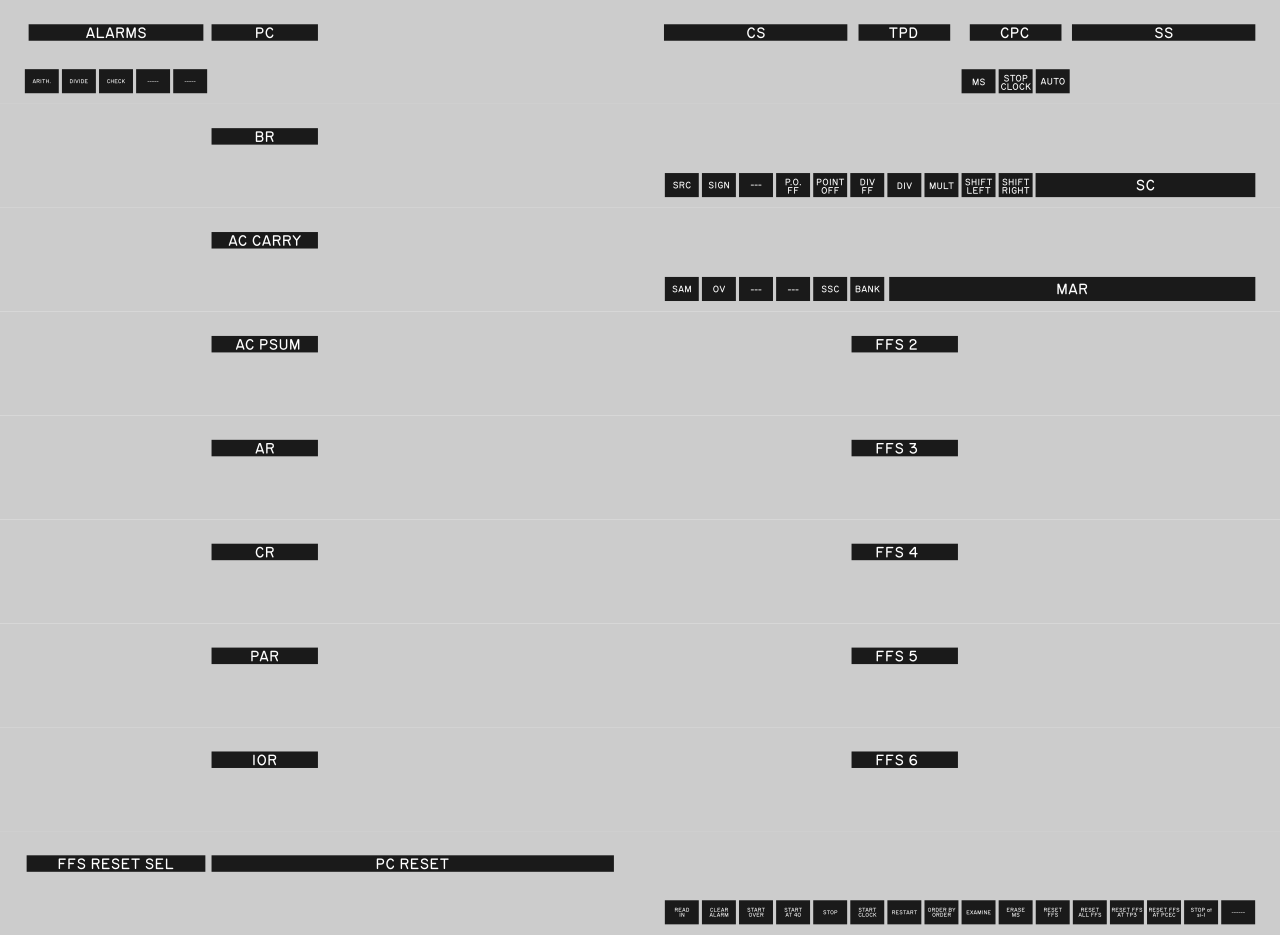 ALARMS PC CS TPD CPC SS
ARITH. DIVIDE CHECK ----- ----- MS STOP CLOCK AUTO
BR
SRC SIGN --- P.O. FF POINT OFF DIV FF DIV MULT SHIFT LEFT SHIFT RIGHT SC
AC CARRY
SAM OV --- --- SSC BANK MAR
AC PSUM FFS 2
AR FFS 3
CR FFS 4
PAR FFS 5
IOR FFS 6
FFS RESET SEL PC RESET
READ IN CLEAR ALARM START OVER START AT 40 STOP START CLOCK RESTART ORDER BY ORDER EXAMINE ERASE MS RESET FFS RESET ALL FFS RESET FFS AT TP3 RESET FFS AT PCEC STOP of si-1 ------